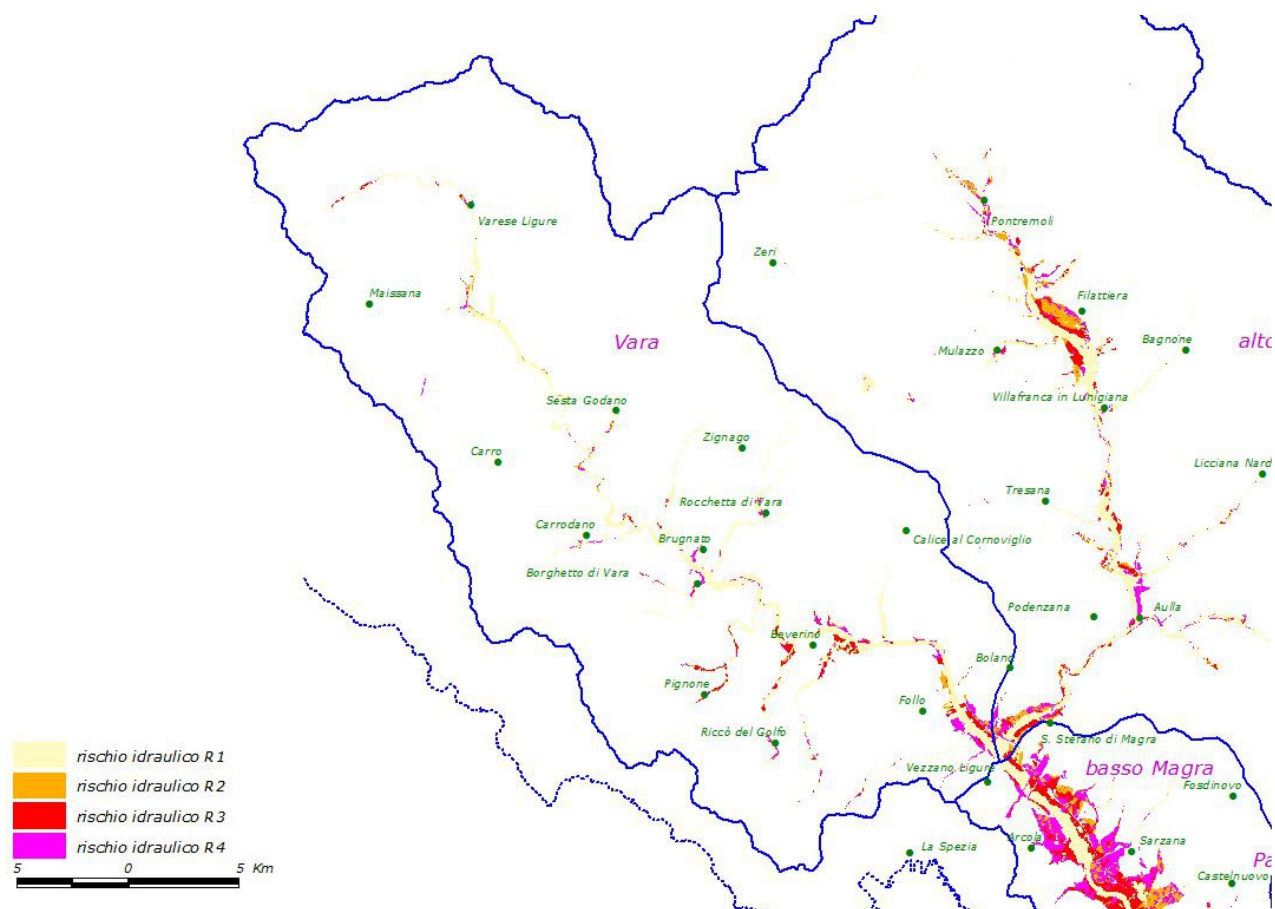 Pontremoli
Varese Ligure
Zeri
Maissana
Filattiera
Vara
Mulazzo
Bagnone
alto
Villafranca in Lunigiana
Sesta Godano
Zignago
Carro
Licciana Nard
Tresana
Rocchetta di Vara
Carrodano
Brugnato
Calice al Cornoviglio
Borghetto di Vara
Podenzana
Aulla
Beverino
Bolano
Pignone
Follo
Riccò del Golfo
S. Stefano di Magra
rischio idraulico R1
Vezzano Ligure
basso Magra
rischio idraulico R2
Fosdinovo
rischio idraulico R3
Arcola
Sarzana
rischio idraulico R4
La Spezia
Pa
5 0 5 Km
Castelnuovo